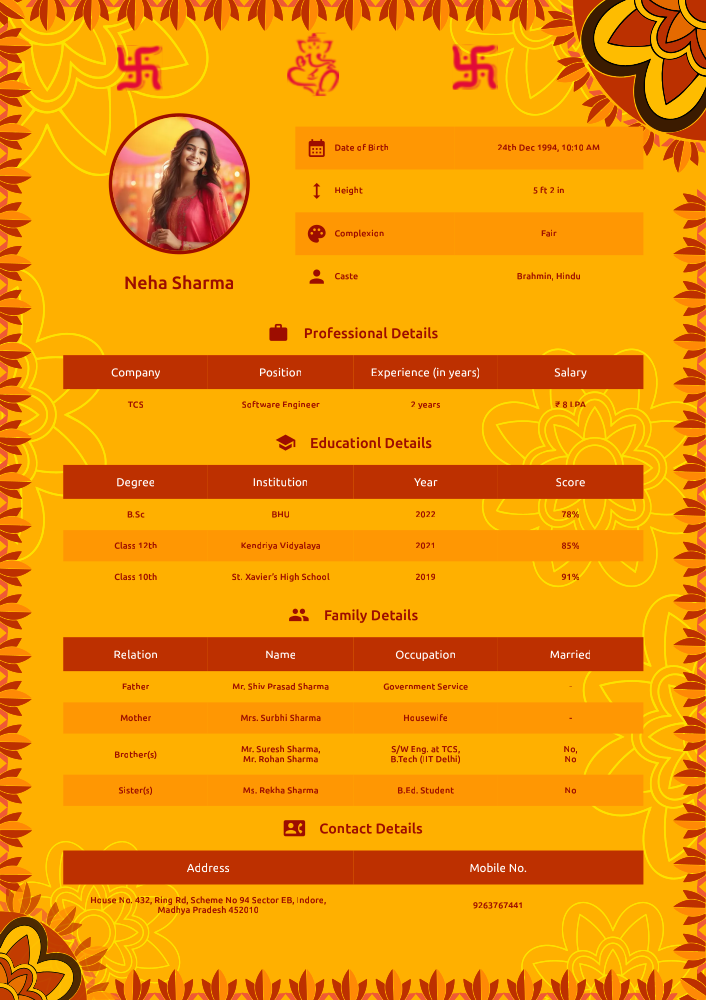 Date of Birth 24th Dec 1994, 10:10 AM
Height 5 ft 2 in
Complexion Fair
Caste Brahmin, Hindu
Neha Sharma
Professional Details
Company Position Experience (in years) Salary
TCS Software Engineer 2 years ₹ 8 LPA
Educationl Details
Degree Institution Year Score
B.Sc BHU 2022 78%
Class 12th Kendriya Vidyalaya 2021 85%
Class 10th St. Xavier's High School 2019 91%
Family Details
Relation Name Occupation Married
Father Mr. Shiv Prasad Sharma Government Service -
Mother Mrs. Surbhi Sharma Housewife -
Brother(s) Mr. Suresh Sharma, S/W Eng. at TCS, No,
Mr. Rohan Sharma B.Tech (IIT Delhi) No
Sister(s) Ms. Rekha Sharma B.Ed. Student No
Contact Details
Address Mobile No.
House No. 432, Ring Rd, Scheme No 94 Sector EB, Indore, 9263767441
Madhya Pradesh 452010